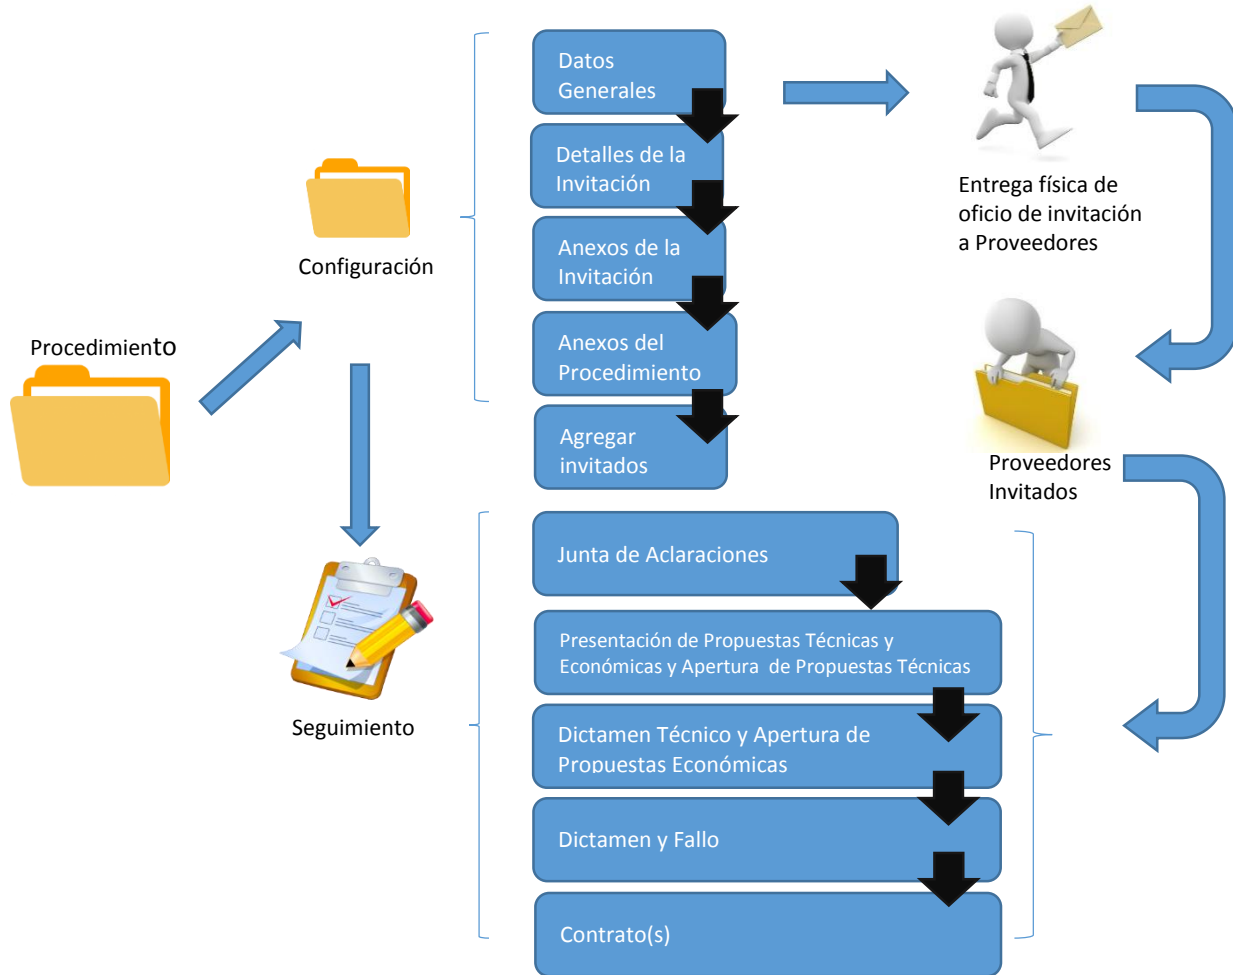 Procedimiento
Configuración
Seguimiento
Datos
Generales
Detalles de la
Invitación
Anexos de la
Invitación
Anexos del
Procedimiento
Agregar
invitados
Entrega física de
oficio de invitación
a Proveedores
Proveedores
Invitados
Junta de Aclaraciones
Presentación de Propuestas Técnicas y
Económicas y Apertura de Propuestas Técnicas
Dictamen Técnico y Apertura de
Propuestas Económicas
Dictamen y Fallo
Contrato(s)